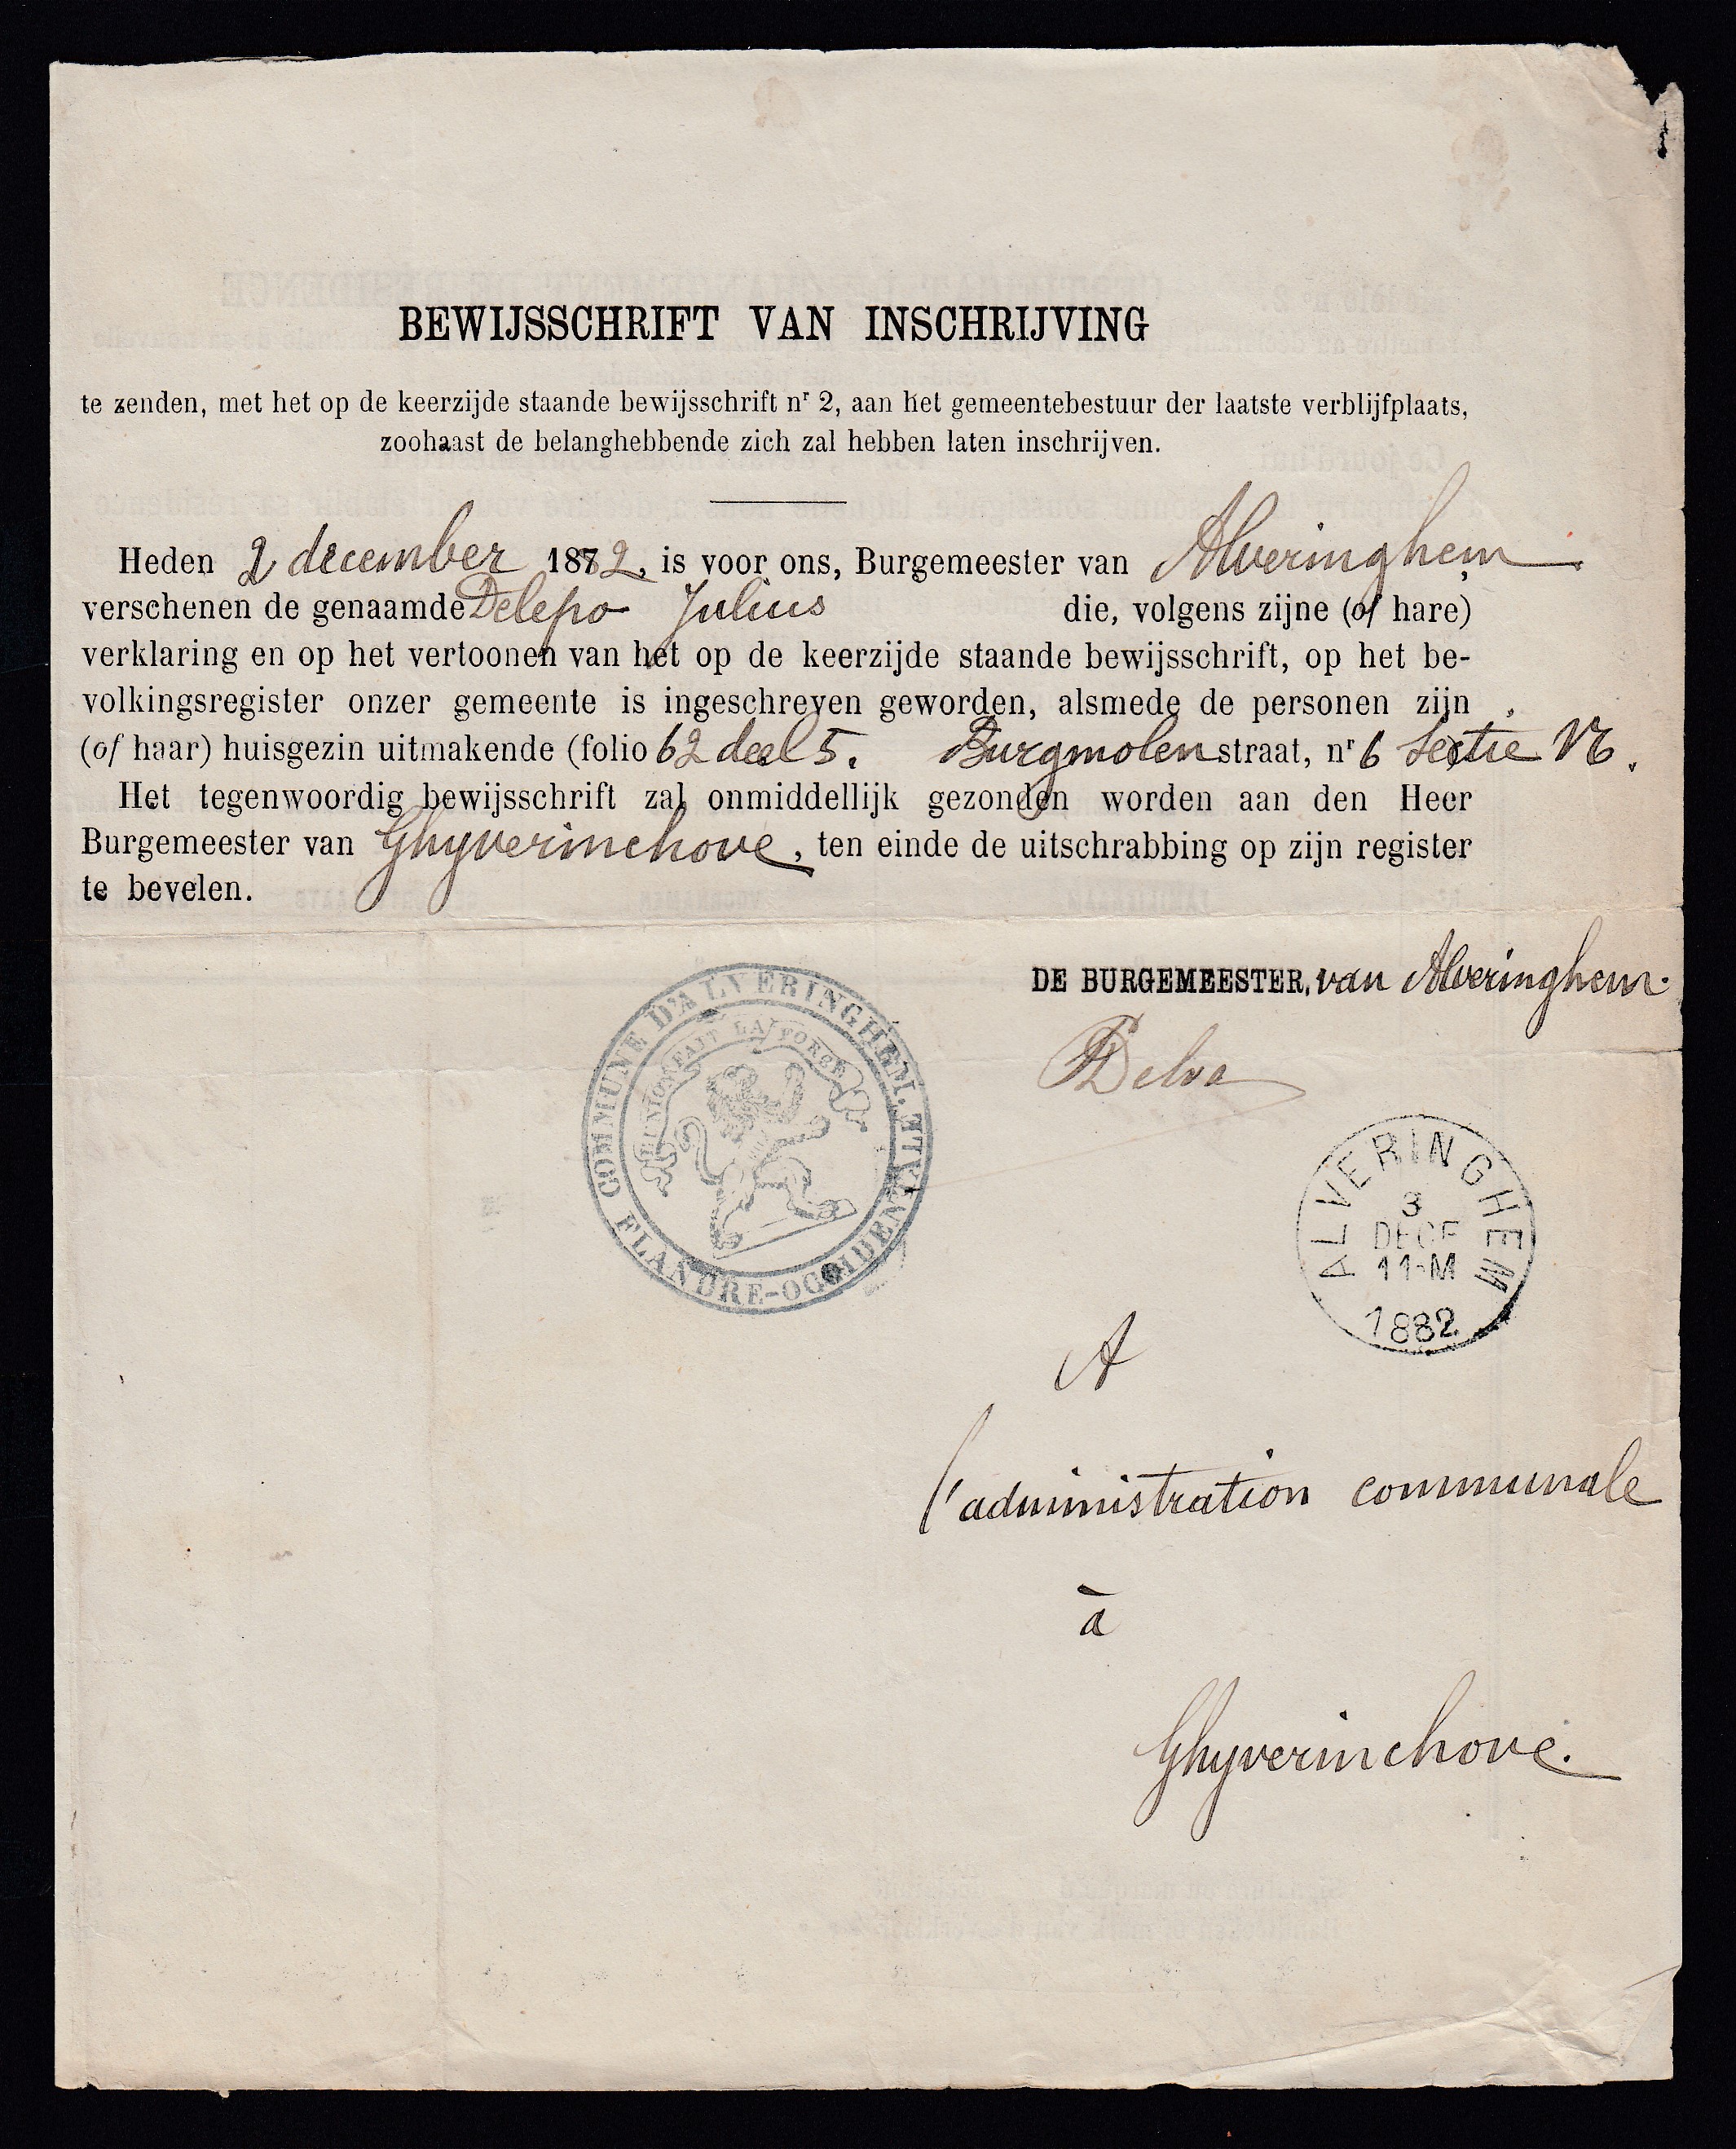 BEWIJSSCHRIFT VAN INSCHRIJVING
te zenden, met het op de keerzijde staande bewijsschrift nr 2, aan het gemeentebestuur der laatste verblijfplaats,
zoohaast de belanghebbende zich zal hebben laten inschrijven.
Heden 2 december 1882, is voor ons, Burgemeester van Alveringhem
verschenen de genaamde Delepo Julius die, volgens zijne (of hare)
verklaring en op het vertoonen van het op de keerzijde staande bewijsschrift, op het be-
volkingsregister onzer gemeente is ingeschreven geworden, alsmede de personen zijn
(of haar) huisgezin uitmakende (folio 62 deel 5. Burgmolen straat, nr 6 Sectie
Het tegenwoordig bewijsschrift zal onmiddellijk gezonden worden aan den Heer
Burgemeester van Ghyverinchove, ten einde de uitschrabbing op zijn register
te bevelen.
DE BURGEMEESTER, van Alveringhem.
Delva
COMMUNE D'ALVERINGHEM.
FLANDRE-OCCIDENTALE
L'UNION FAIT LA FORCE
ALVERINGHEM
3
DECE
11-M
1882
A
l'administration communale
à
Ghyverinchove.